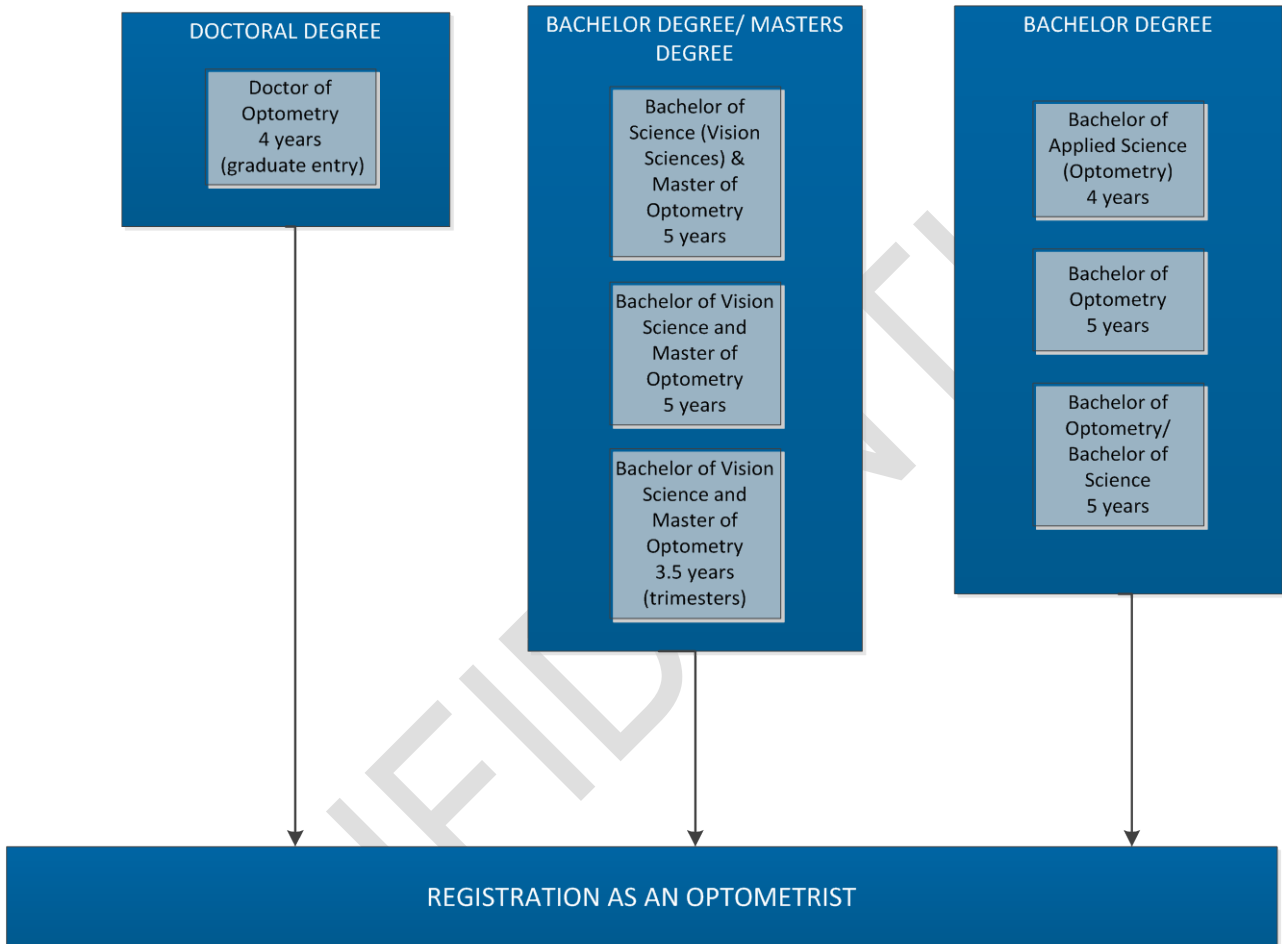 DOCTORAL DEGREE
Doctor of
Optometry
4 years
(graduate entry)
BACHELOR DEGREE/ MASTERS
DEGREE
Bachelor of
Science (Vision
Sciences) &
Master of
Optometry
5 years
Bachelor of Vision
Science and
Master of
Optometry
5 years
Bachelor of Vision
Science and
Master of
Optometry
3.5 years
(trimesters)
BACHELOR DEGREE
Bachelor of
Applied Science
(Optometry)
4 years
Bachelor of
Optometry
5 years
Bachelor of
Optometry/
Bachelor of
Science
5 years
REGISTRATION AS AN OPTOMETRIST